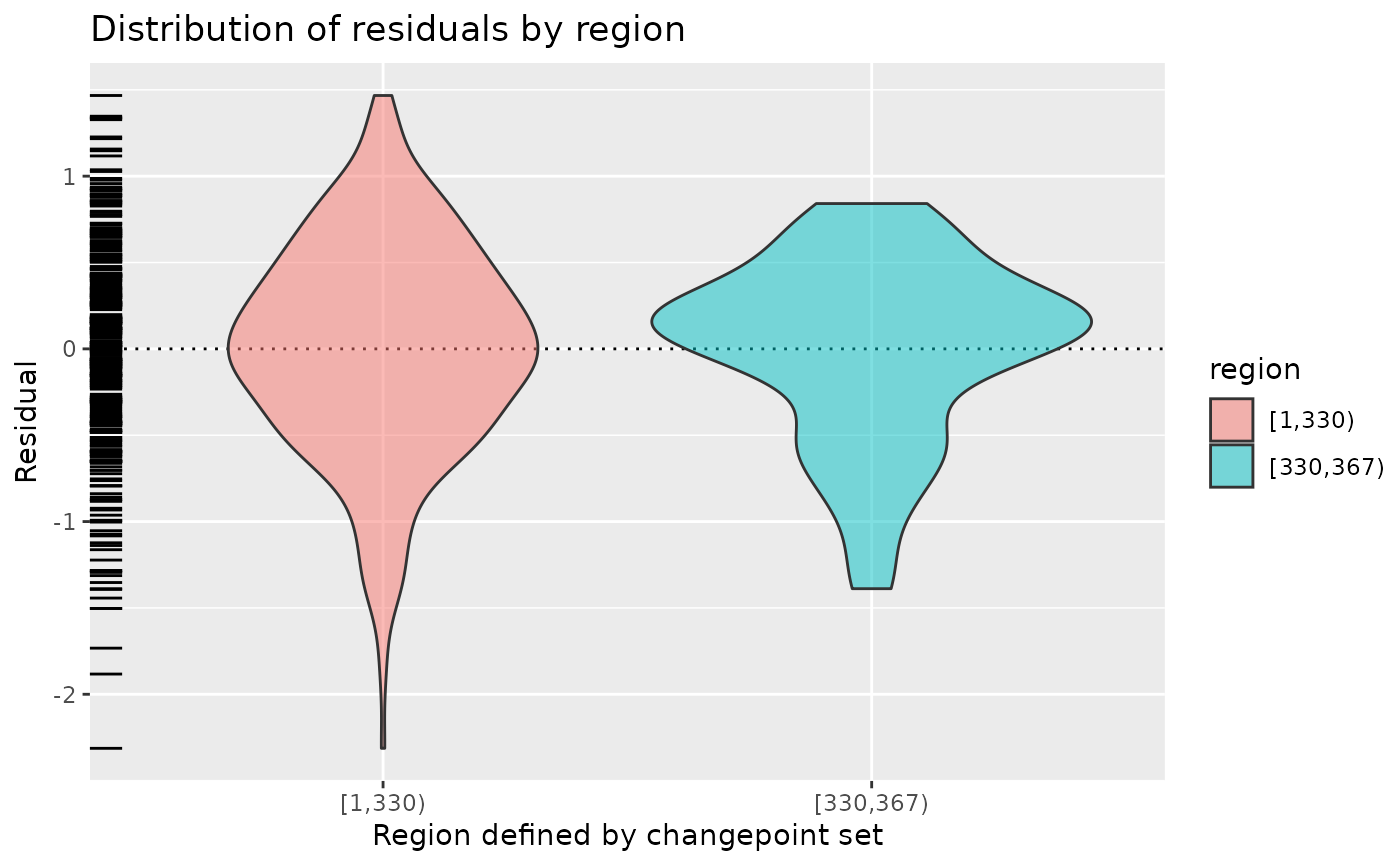 Distribution of residuals by region
Residual
1
0
-1
-2
[1,330)
[330,367)
Region defined by changepoint set
region
[1,330)
[330,367)